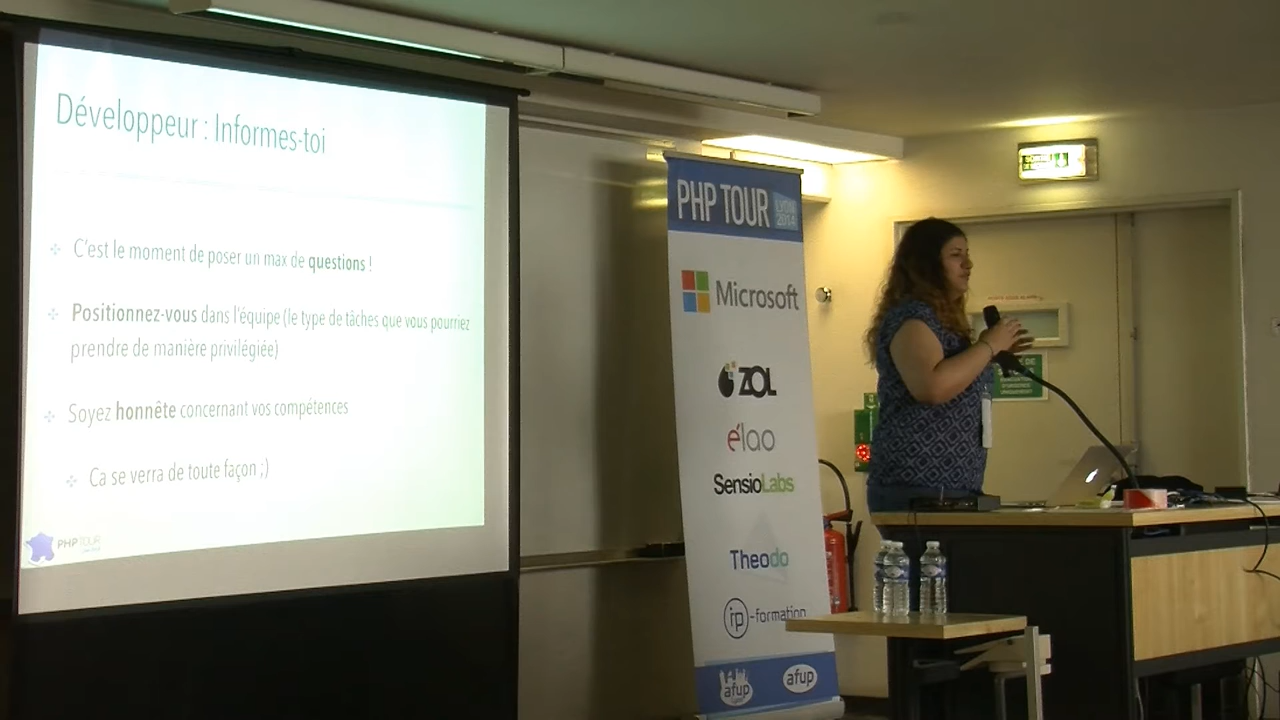 Développeur : Informes-toi
C'est le moment de poser un max de questions !
Positionnez-vous dans l'équipe (le type de tâches que vous pourriez
prendre de manière privilégiée)
Soyez honnête concernant vos compétences
Ca se verra de toute façon ;)
PHP TOUR
PHP TOUR
LYON
2014
Microsoft
ZOL
élao
SensioLabs
Theodo
ip-formation
afup
afup